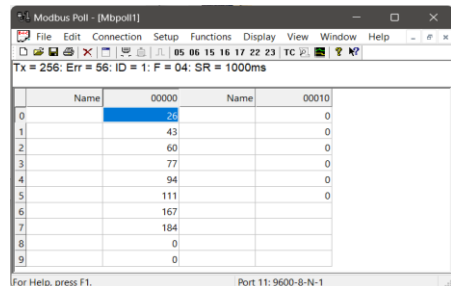 Modbus Poll - [Mbpoll1]
File Edit Connection Setup Functions Display View Window Help
05 06 15 16 17 22 23 TC
Tx = 256: Err = 56: ID = 1: F = 04: SR = 1000ms
Name 00000 Name 00010
0 26 0
1 43 0
2 60 0
3 77 0
4 94 0
5 111 0
6 167
7 184
8 0
9 0
For Help, press F1. Port 11: 9600-8-N-1